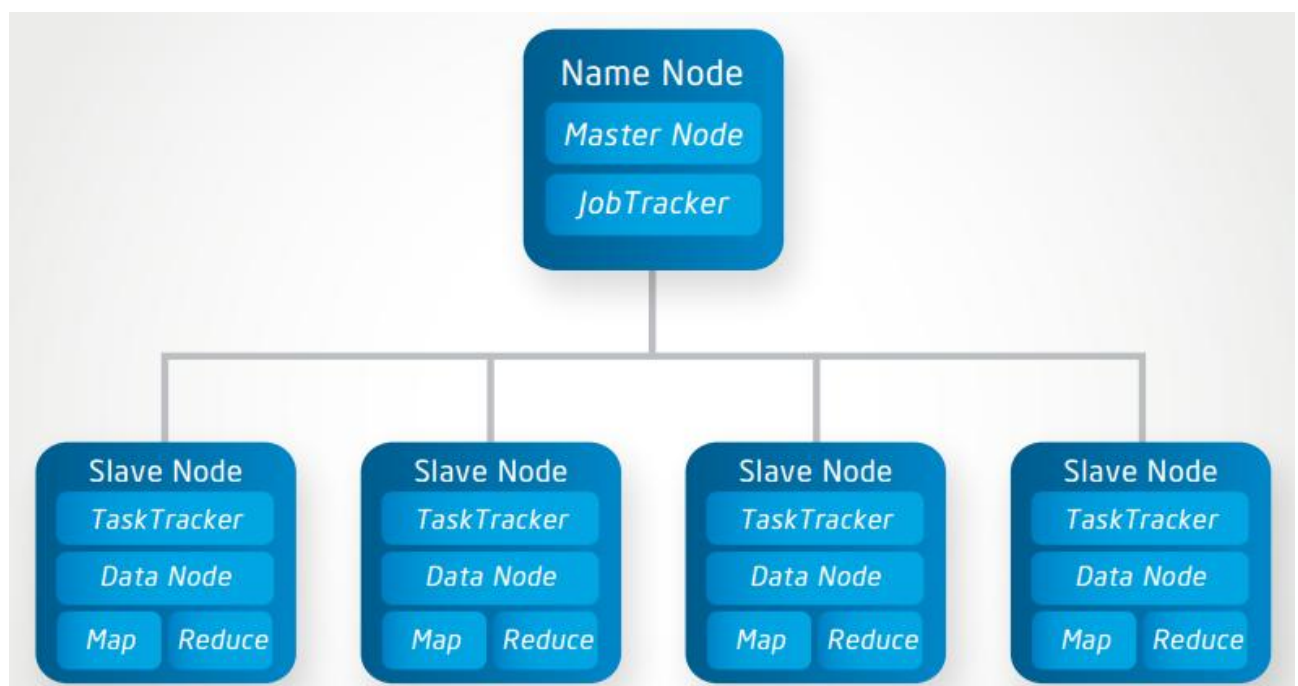 Name Node
Master Node
JobTracker
Slave Node
TaskTracker
Data Node
Map Reduce
Slave Node
TaskTracker
Data Node
Map Reduce
Slave Node
TaskTracker
Data Node
Map Reduce
Slave Node
TaskTracker
Data Node
Map Reduce